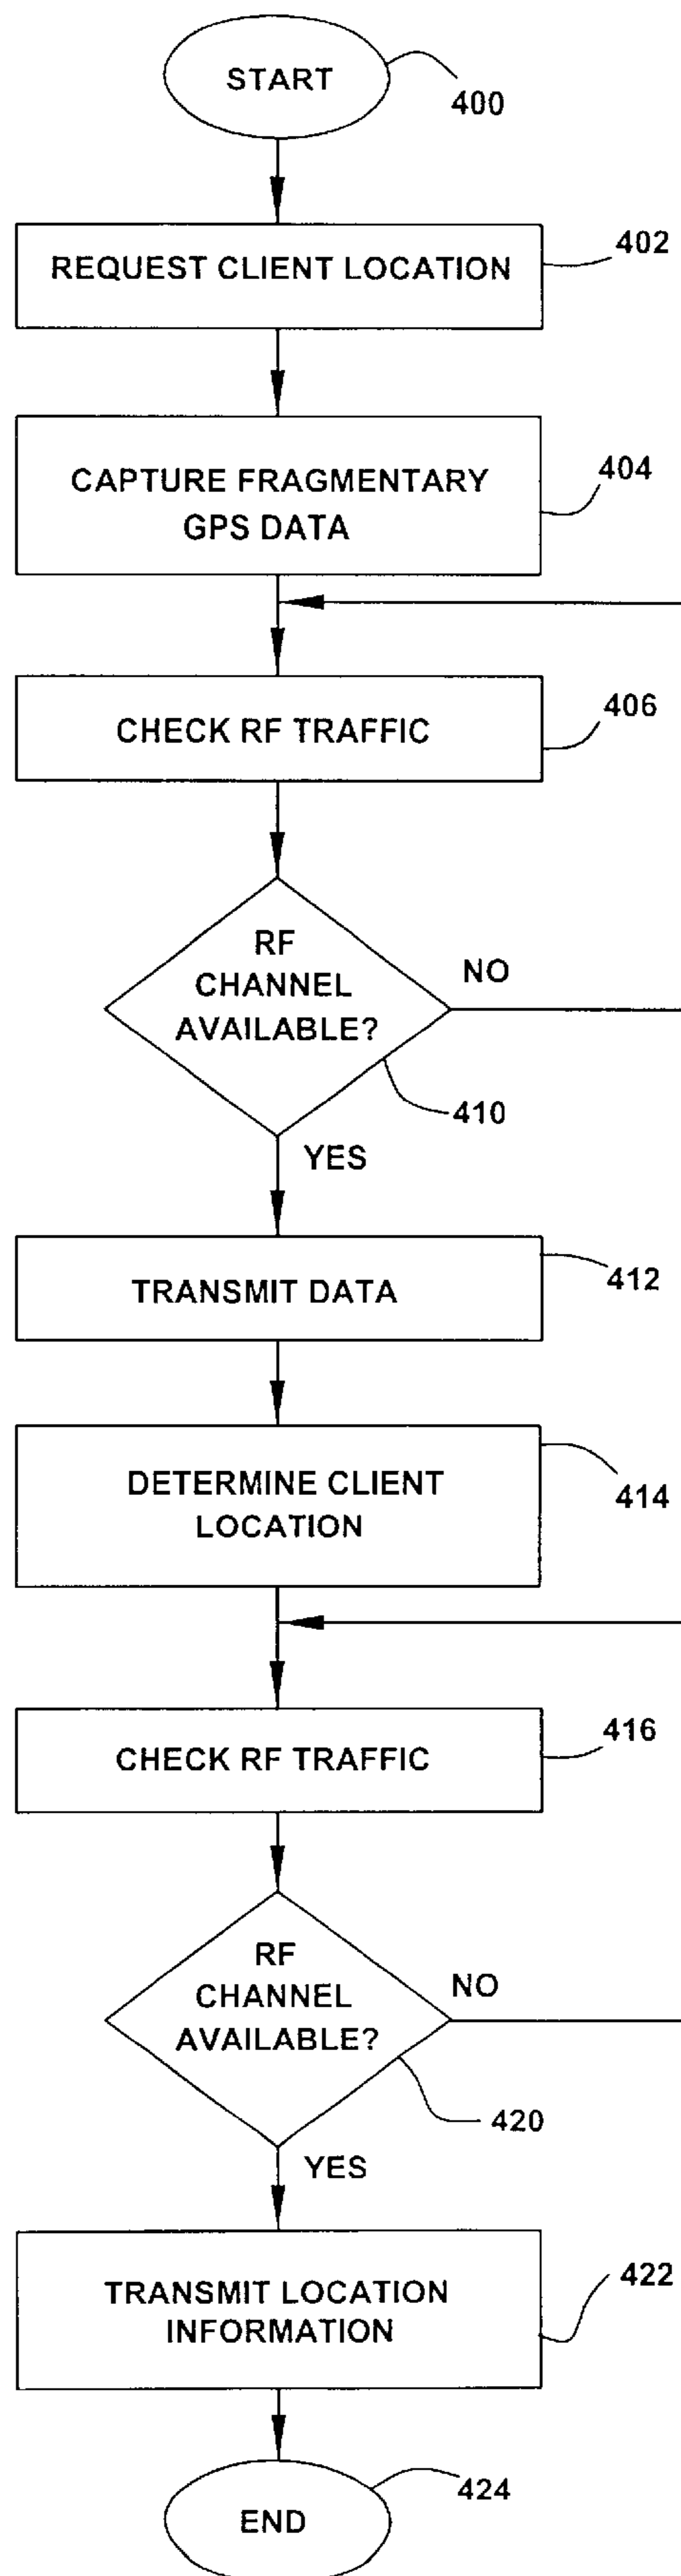 START
400
REQUEST CLIENT LOCATION
402
CAPTURE FRAGMENTARY
GPS DATA
404
CHECK RF TRAFFIC
406
RF
CHANNEL
AVAILABLE?
NO
410
YES
TRANSMIT DATA
412
DETERMINE CLIENT
LOCATION
414
CHECK RF TRAFFIC
416
RF
CHANNEL
AVAILABLE?
NO
420
YES
TRANSMIT LOCATION
INFORMATION
422
END
424